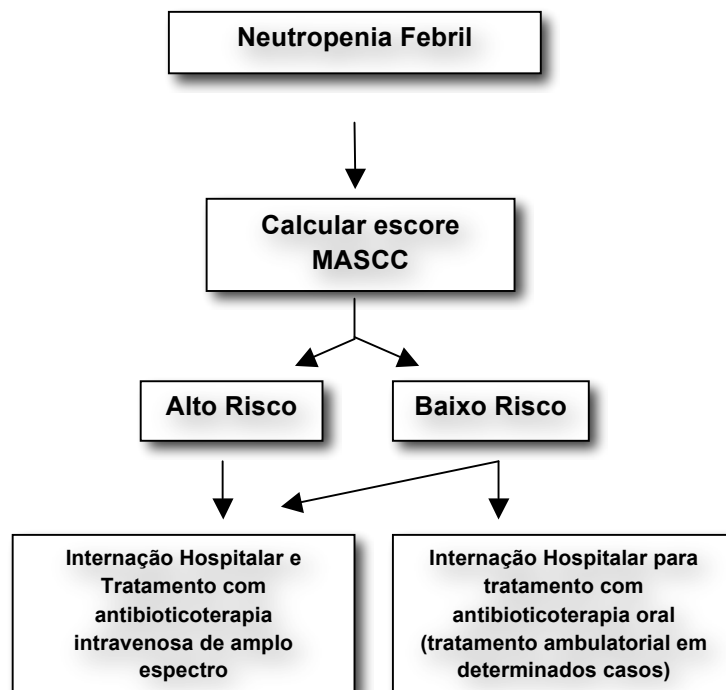 Neutropenia Febril
Calcular escore
MASCC
Alto Risco
Baixo Risco
Internação Hospitalar e
Tratamento com
antibioticoterapia
intravenosa de amplo
espectro
Internação Hospitalar para
tratamento com
antibioticoterapia oral
(tratamento ambulatorial em
determinados casos)